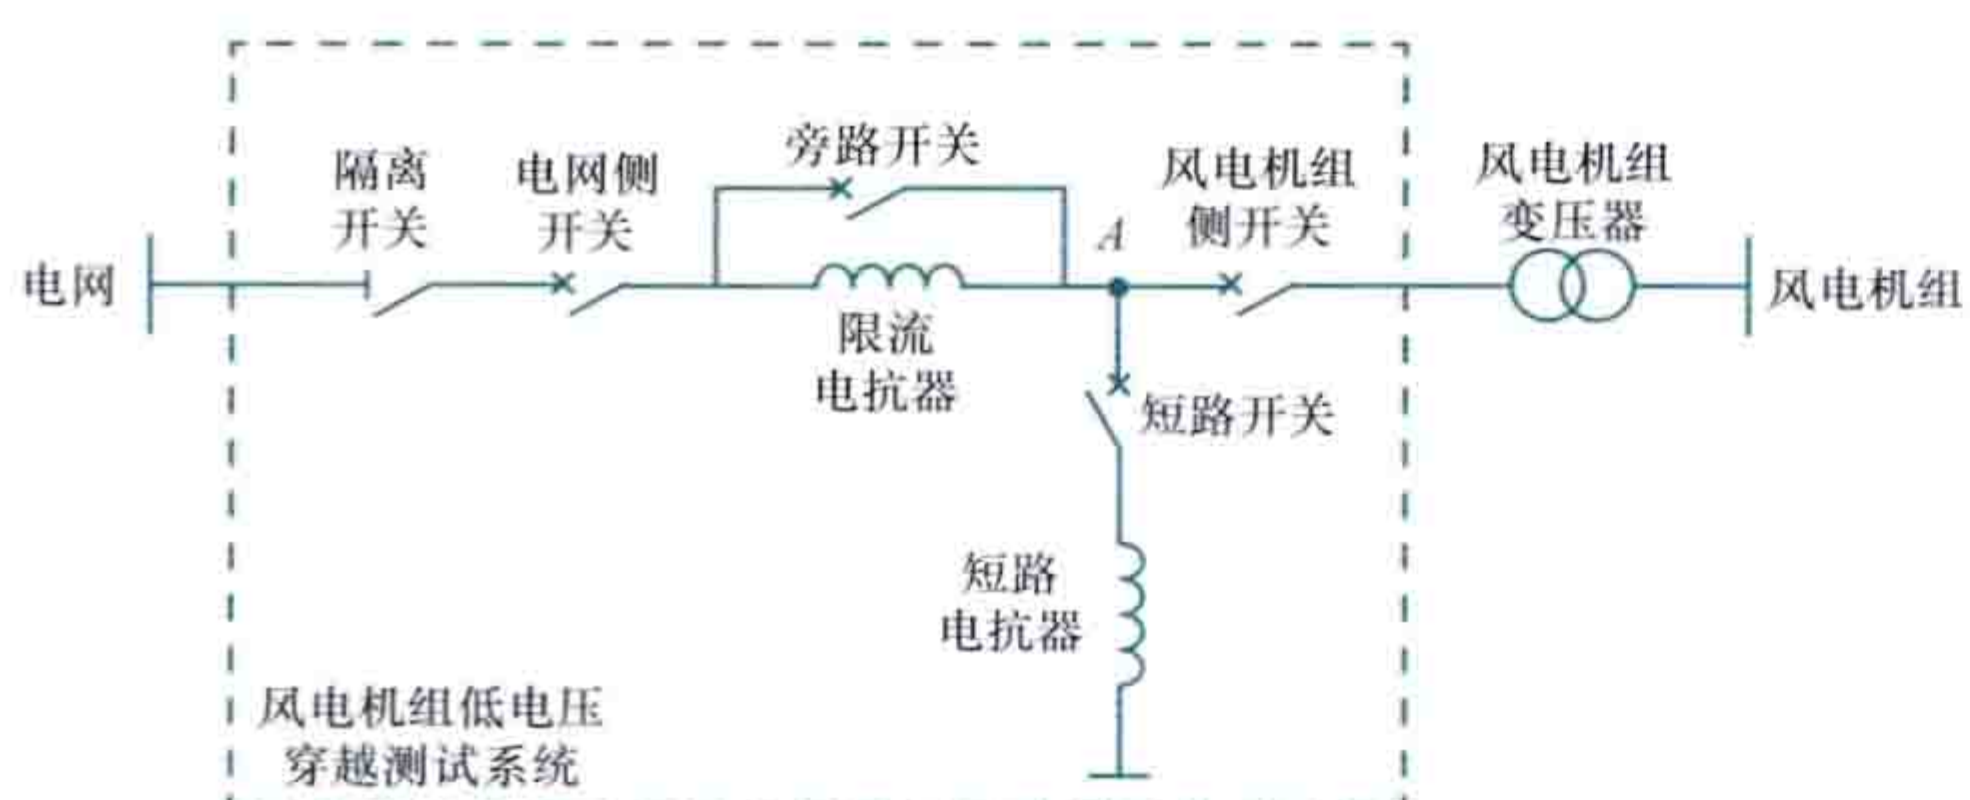 旁路开关
隔离
开关
电网侧
开关
风电机组
侧开关
风电机组
变压器
A
电网
风电机组
限流
电抗器
短路开关
短路
电抗器
风电机组低电压
穿越测试系统